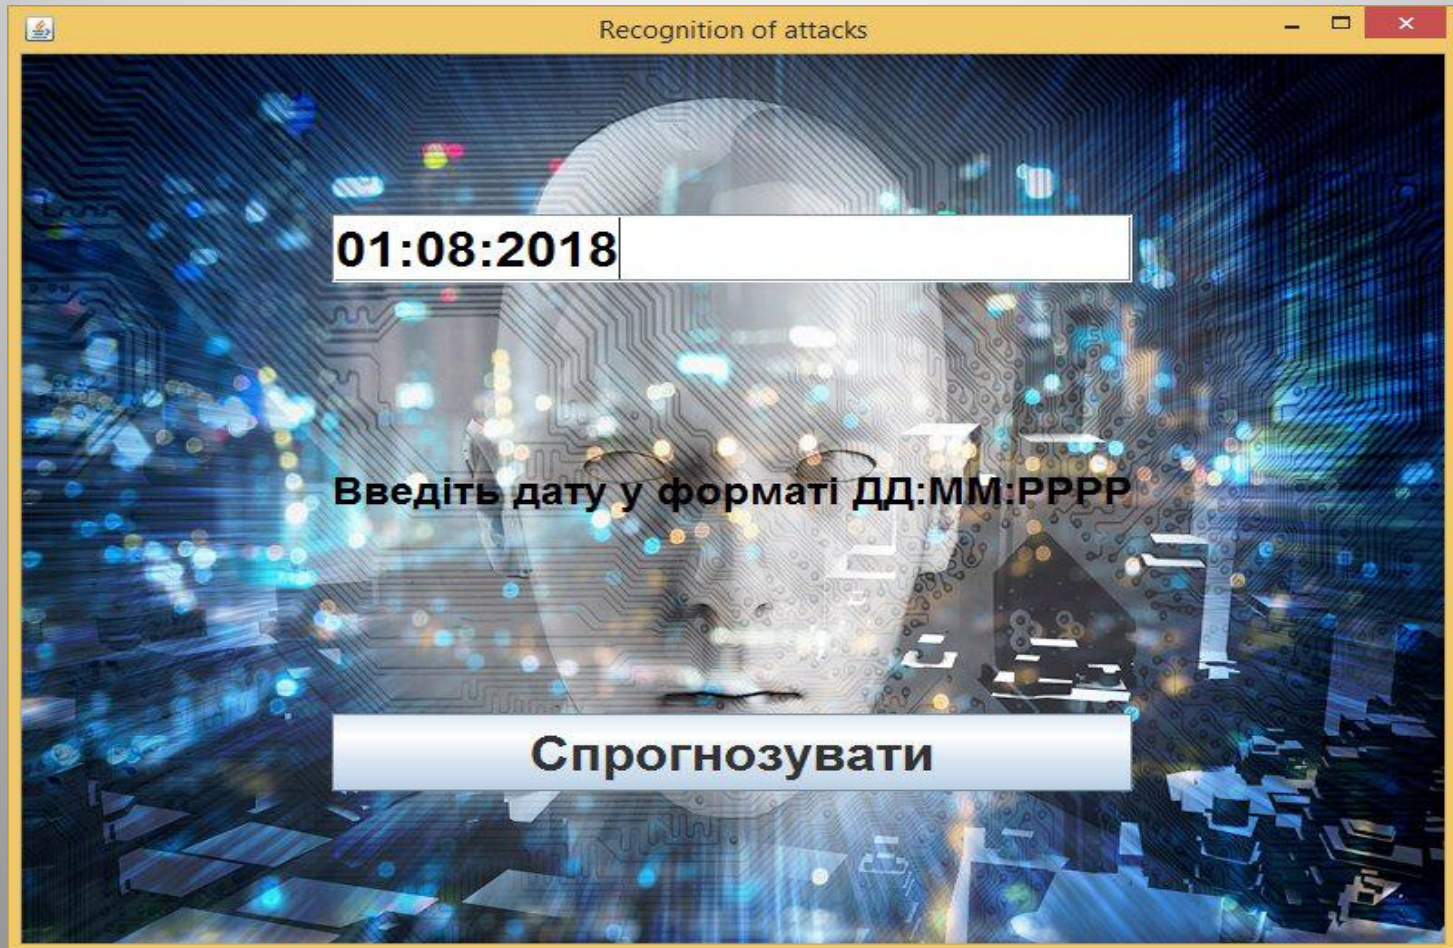 Recognition of attacks
01:08:2018
Введіть дату у форматі ДД:ММ:РРРР
Спрогнозувати